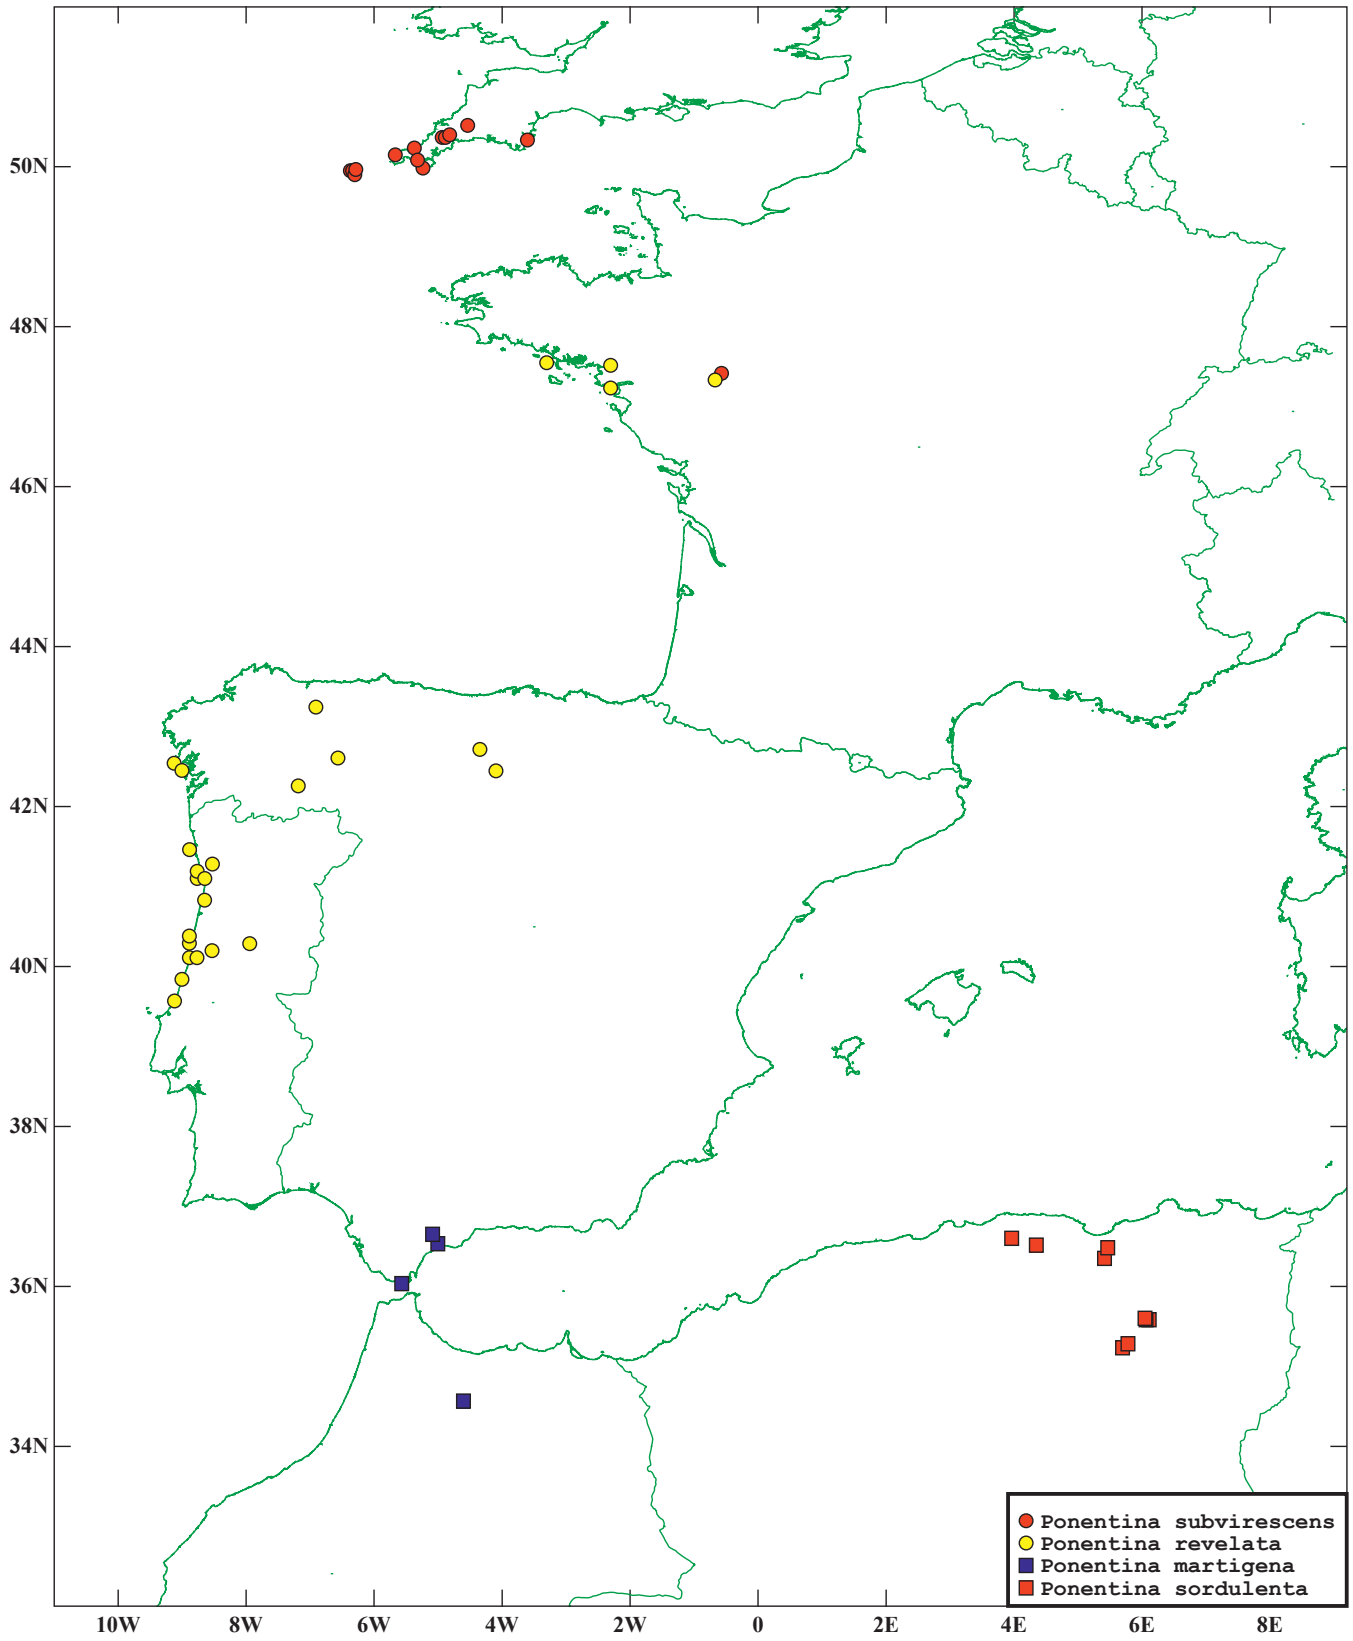 50N
48N
46N
44N
42N
40N
38N
36N
34N
Ponentina subvirescens
Ponentina revelata
Ponentina martigena
Ponentina sordulenta
10W 8W 6W 4W 2W 0 2E 4E 6E 8E